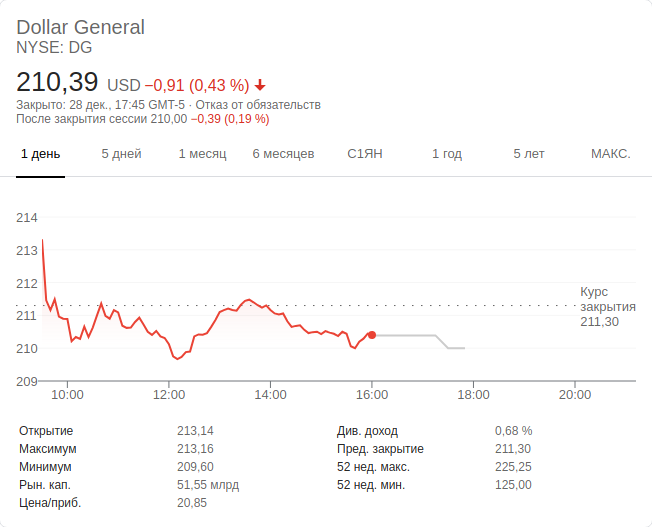 Dollar General
NYSE: DG
210,39 USD −0,91 (0,43 %)
Закрыто: 28 дек., 17:45 GMT-5 · Отказ от обязательств
После закрытия сессии 210,00 −0,39 (0,19 %)
1 день 5 дней 1 месяц 6 месяцев С1ЯН 1 год 5 лет МАКС.
214
213
212
Курс
закрытия
211,30
211
210
209
10:00 12:00 14:00 16:00 18:00 20:00
Открытие 213,14 Див. доход 0,68 %
Максимум 213,16 Пред. закрытие 211,30
Минимум 209,60 52 нед. макс. 225,25
Рын. кап. 51,55 млрд 52 нед. мин. 125,00
Цена/приб. 20,85